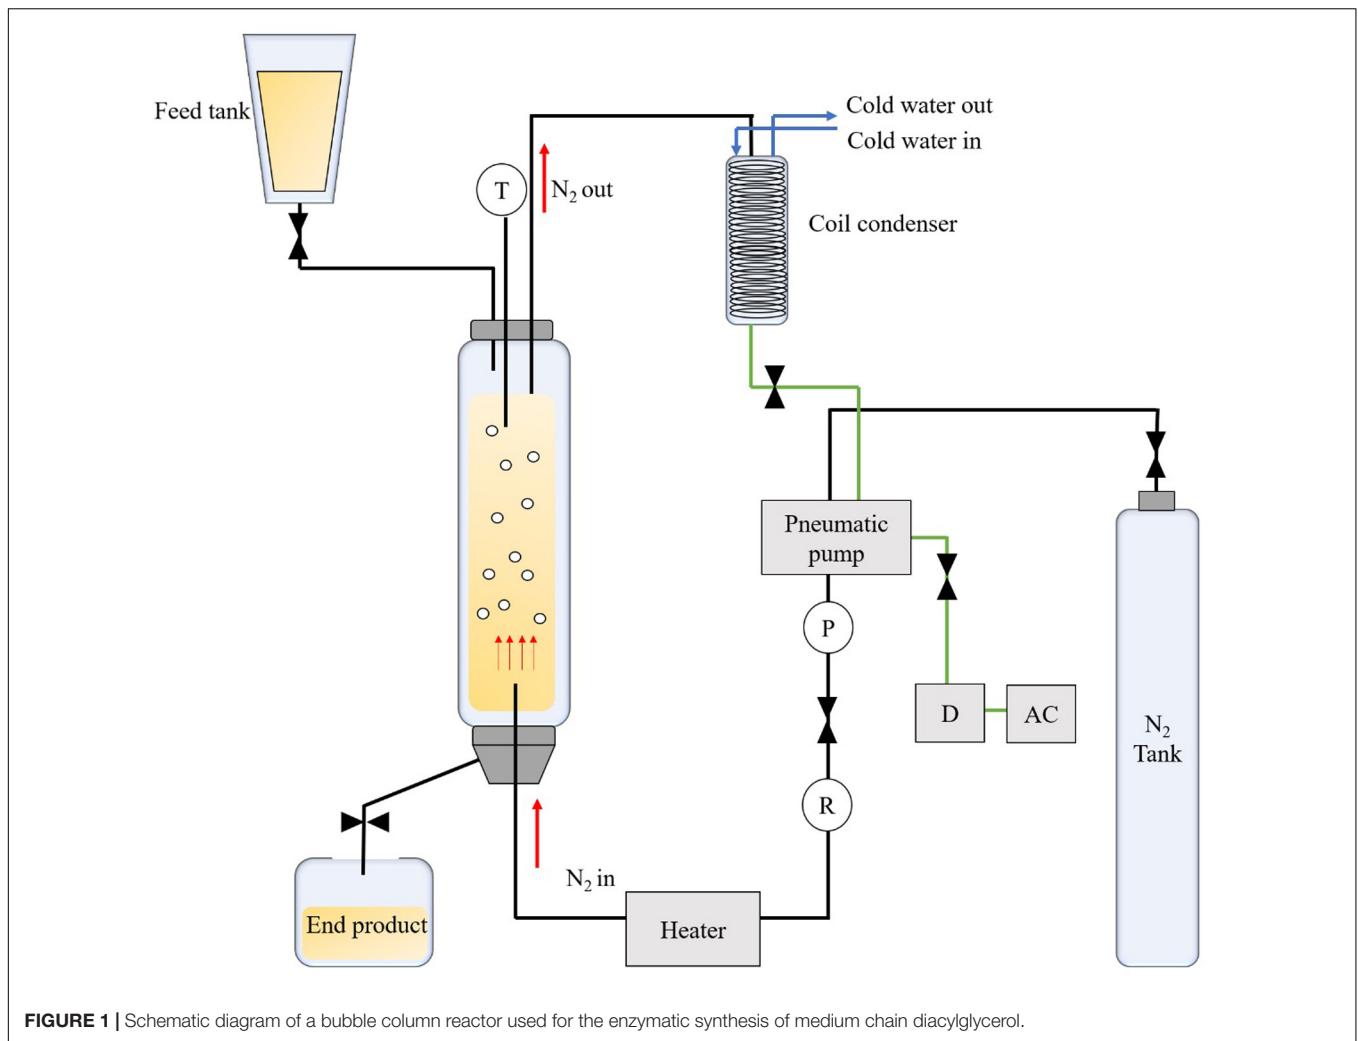 Feed tank
Cold water out
Cold water in
T
N₂ out
Coil condenser
Pneumatic
pump
P
D
AC
N₂
Tank
R
N₂ in
End product
Heater
FIGURE 1 | Schematic diagram of a bubble column reactor used for the enzymatic synthesis of medium chain diacylglycerol.